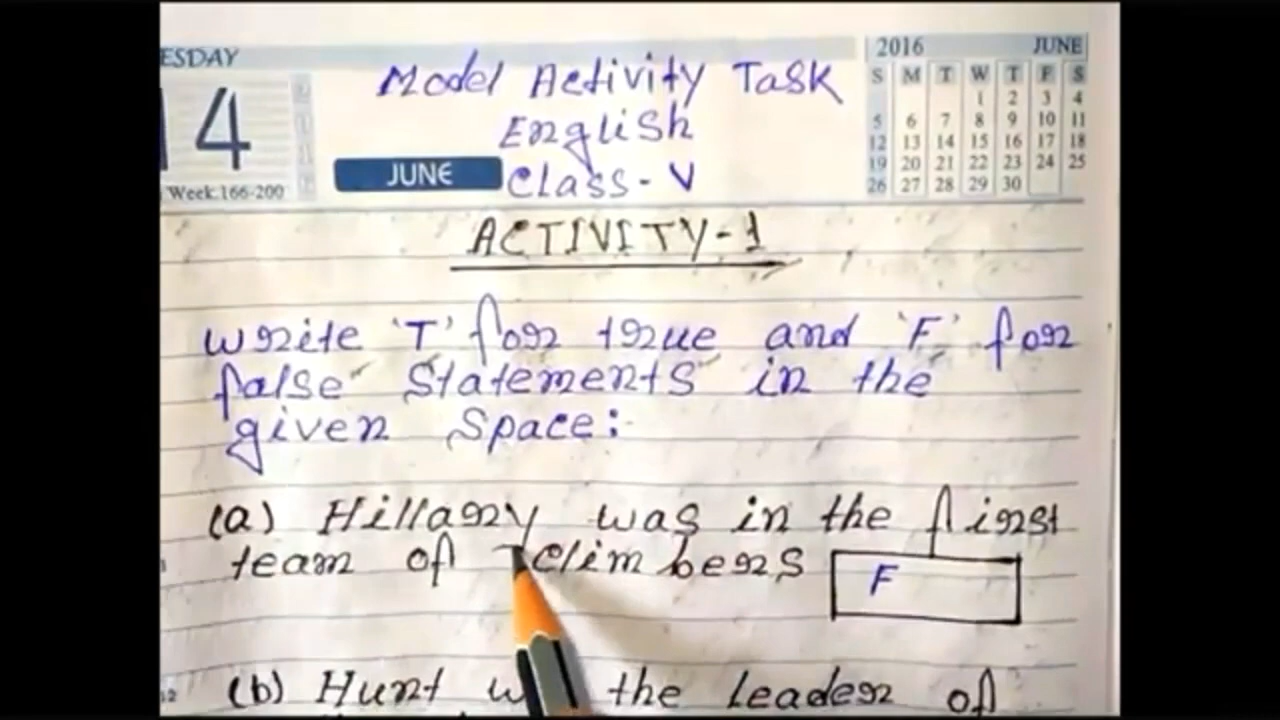 ESDAY
14
Week:166-200
JUNE
2016 JUNE
S M T W T F S
1 2 3 4
5 6 7 8 9 10 11
12 13 14 15 16 17 18
19 20 21 22 23 24 25
26 27 28 29 30
Model Activity Task
English
Class - V
ACTIVITY-1
Write 'T' for true and 'F' for
false Statements in the
given Space:-
(a) Hillary was in the first
team of climbers F
12
(b) Hunt the leader of